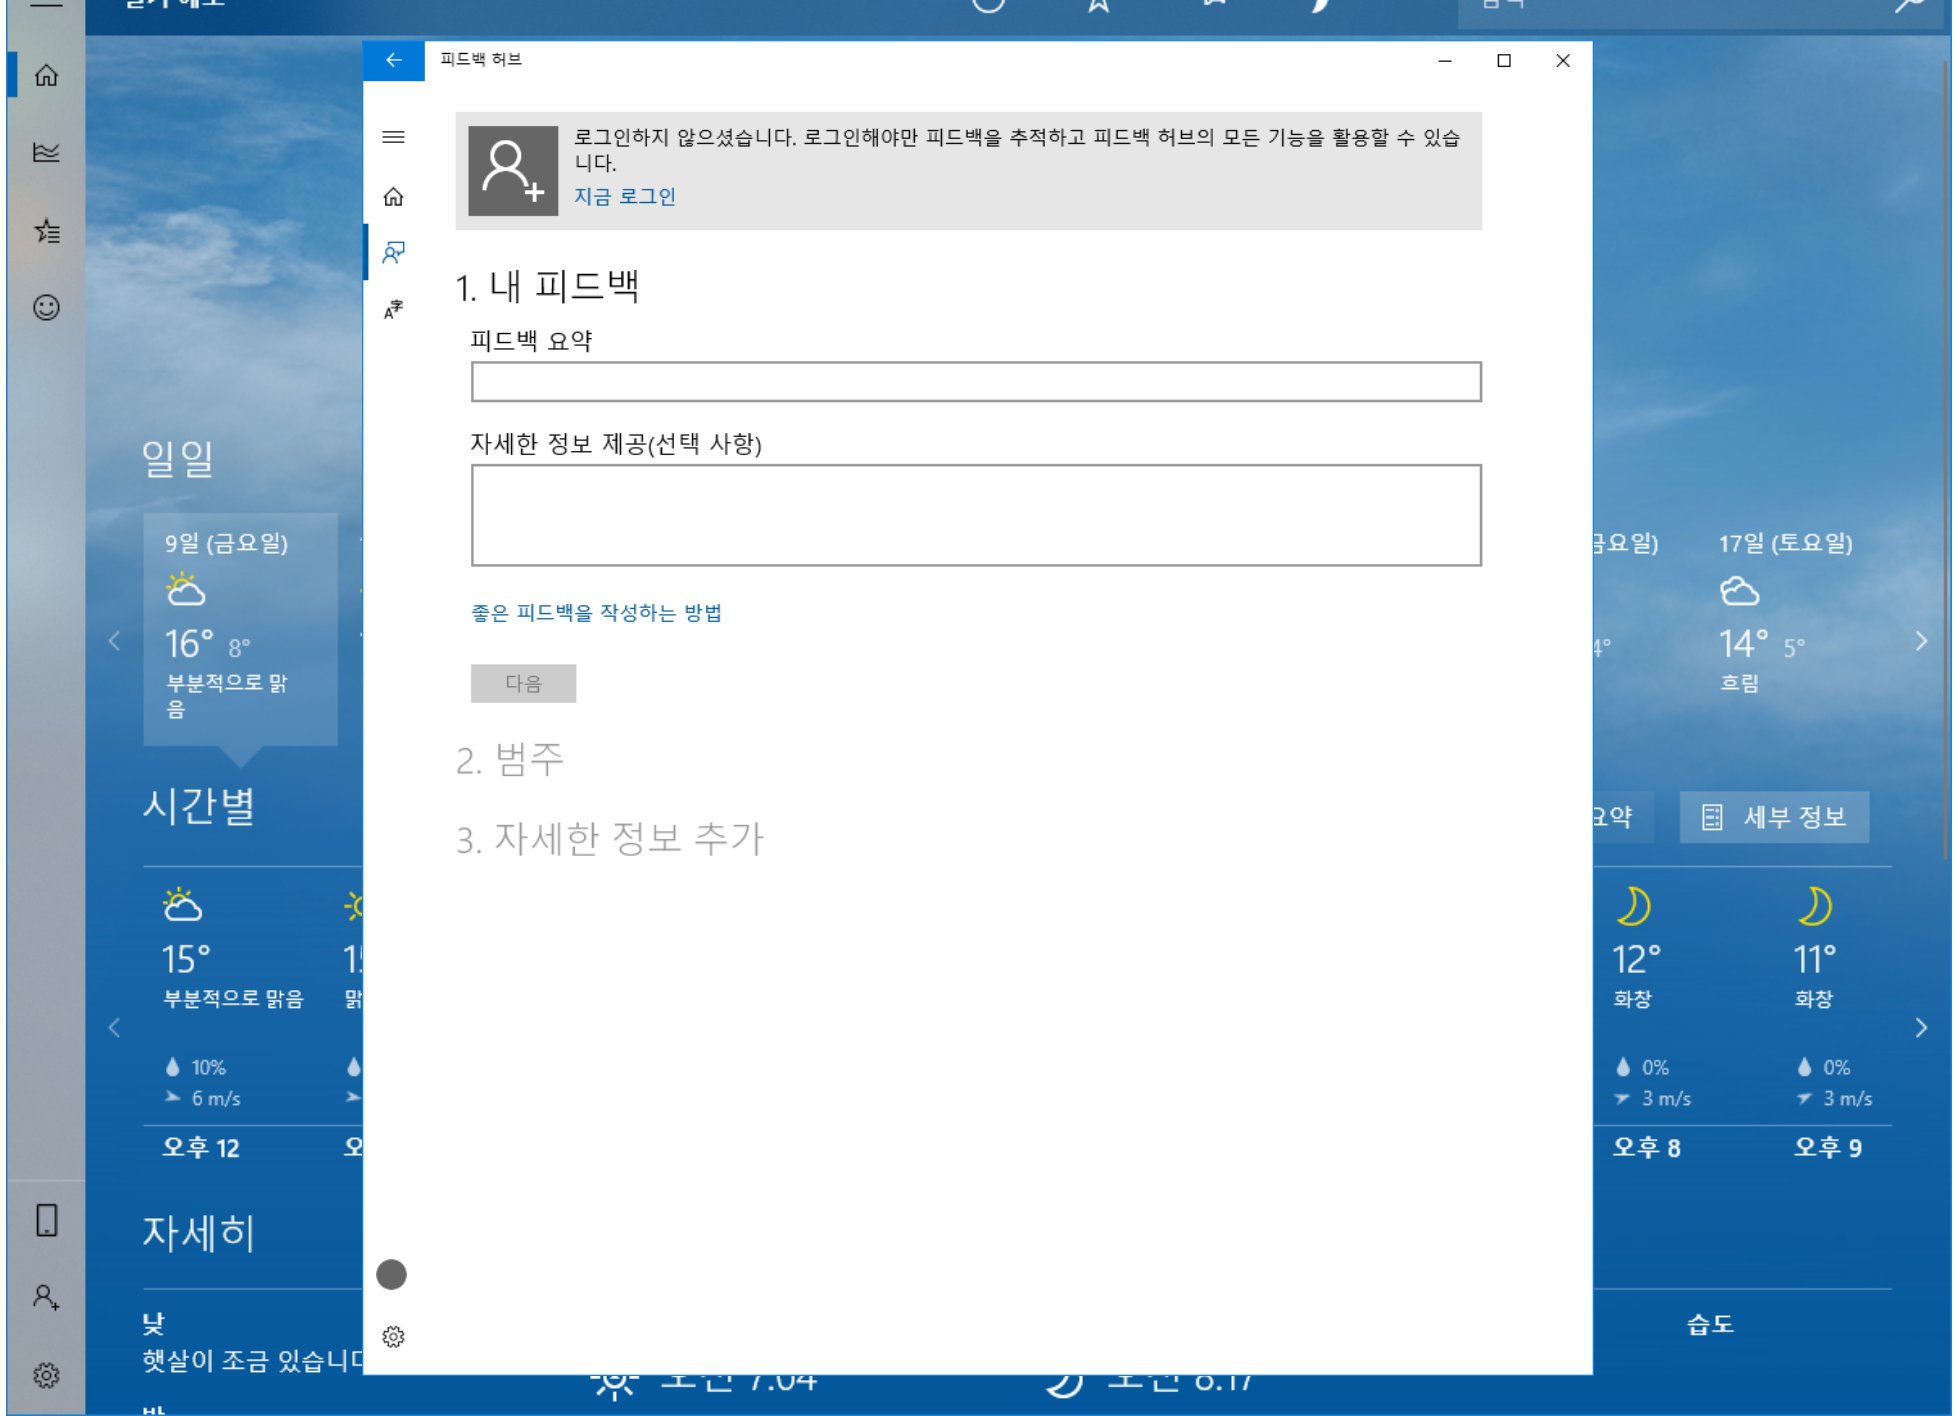 피드백 허브
로그인하지 않으셨습니다. 로그인해야만 피드백을 추적하고 피드백 허브의 모든 기능을 활용할 수 있습
니다.
지금 로그인
1. 내 피드백
피드백 요약
자세한 정보 제공(선택 사항)
좋은 피드백을 작성하는 방법
다음
2. 범주
3. 자세한 정보 추가
일일
9일 (금요일)
16° 8°
부분적으로 맑
음
금요일)
4°
17일 (토요일)
14° 5°
흐림
시간별
요약
세부 정보
15°
부분적으로 맑음
10%
6 m/s
오후 12
12°
화창
0%
3 m/s
오후 8
11°
화창
0%
3 m/s
오후 9
자세히
낮
햇살이 조금 있습니다
습도
오전 7:04